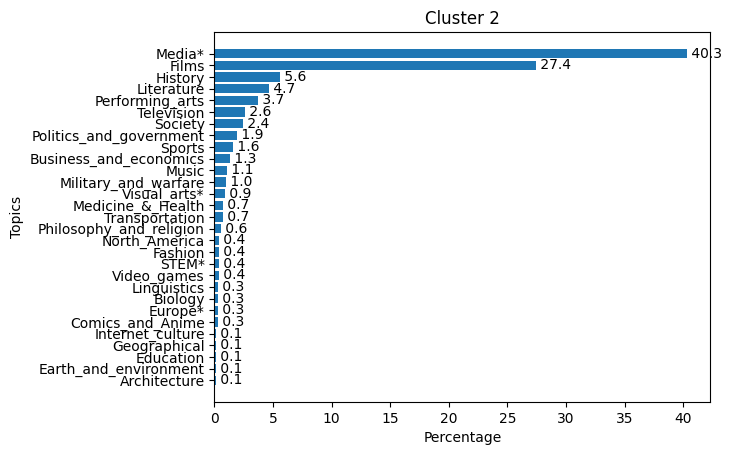 Cluster 2
Topics
Media* 40.3
Films 27.4
History 5.6
Literature 4.7
Performing_arts 3.7
Television 2.6
Society 2.4
Politics_and_government 1.9
Sports 1.6
Business_and_economics 1.3
Music 1.1
Military_and_warfare 1.0
Visual_arts* 0.9
Medicine_&_Health 0.7
Transportation 0.7
Philosophy_and_religion 0.6
North_America 0.4
Fashion 0.4
STEM* 0.4
Video_games 0.4
Linguistics 0.3
Biology 0.3
Europe* 0.3
Comics_and_Anime 0.3
Internet_culture 0.1
Geographical 0.1
Education 0.1
Earth_and_environment 0.1
Architecture 0.1
0 5 10 15 20 25 30 35 40
Percentage